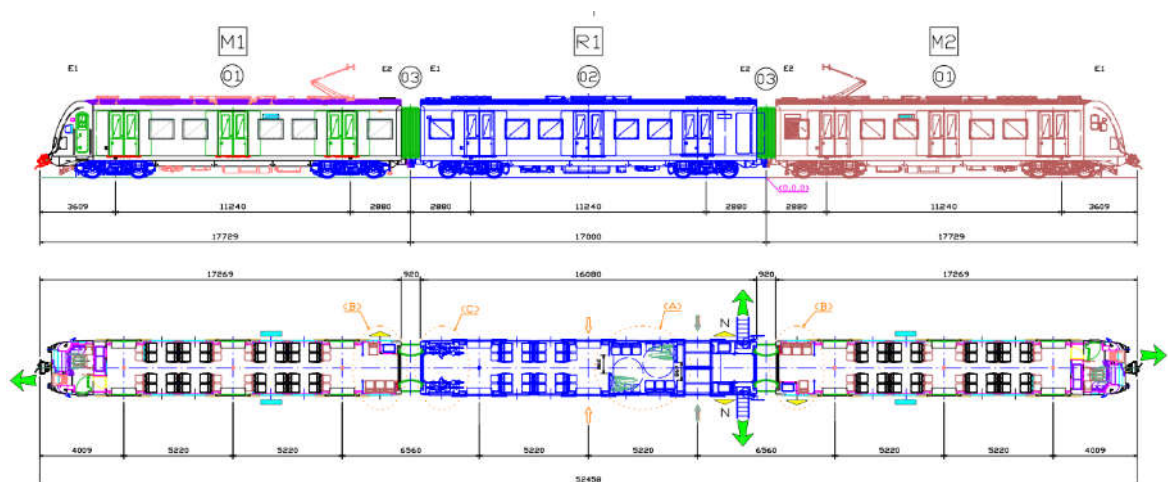 M1 R1 M2
E1 01 E2 03 E1 02 E2 03 E2 01 E1
(0,0,0)
3609 11240 2880 2880 11240 2880 2880 11240 3609
17729 17000 17729
17269 920 16080 920 17269
(B) (C) (A) (B)
N
N
4009 5220 5220 6560 5220 5220 6560 5220 5220 4009
52458